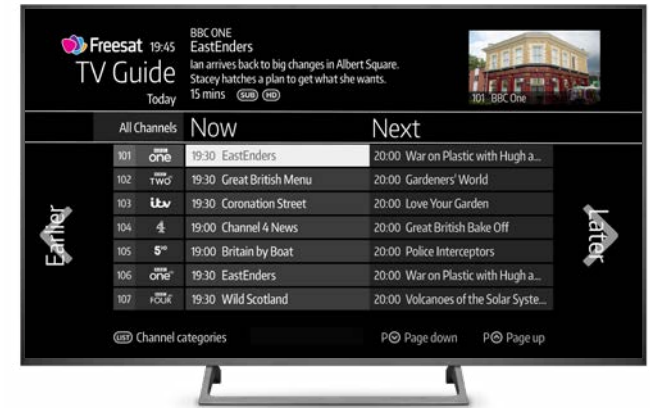 Freesat 19:45
TV Guide
Today
BBC ONE
EastEnders
Ian arrives back to big changes in Albert Square.
Stacey hatches a plan to get what she wants.
15 mins SUB HD
101 BBC One
All Channels Now Next
101 BBC one 19:30 EastEnders 20:00 War on Plastic with Hugh a...
102 BBC TWO 19:30 Great British Menu 20:00 Gardeners' World
103 itv 19:30 Coronation Street 20:00 Love Your Garden
104 4 19:00 Channel 4 News 20:00 Great British Bake Off
105 5 19:00 Britain by Boat 20:00 Police Interceptors
106 BBC one 19:30 EastEnders 20:00 War on Plastic with Hugh a...
107 BBC FOUR 19:30 Wild Scotland 20:00 Volcanoes of the Solar Syste...
Earlier
Later
LIST Channel categories P Page down P Page up